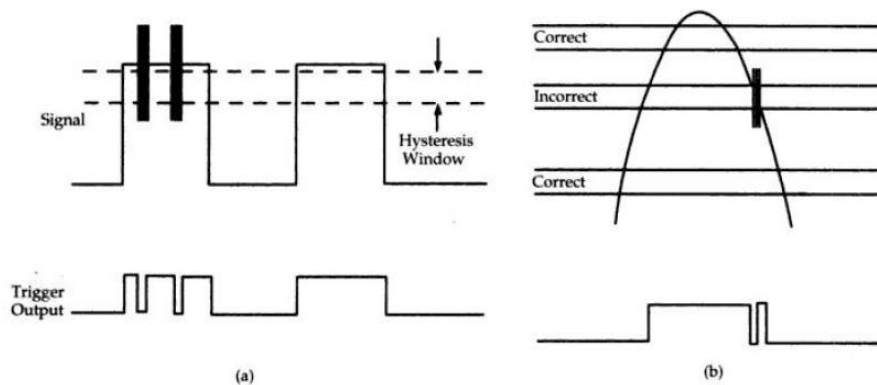 Signal
Hysteresis
Window
Trigger
Output
(a)
Correct
Incorrect
Correct
(b)